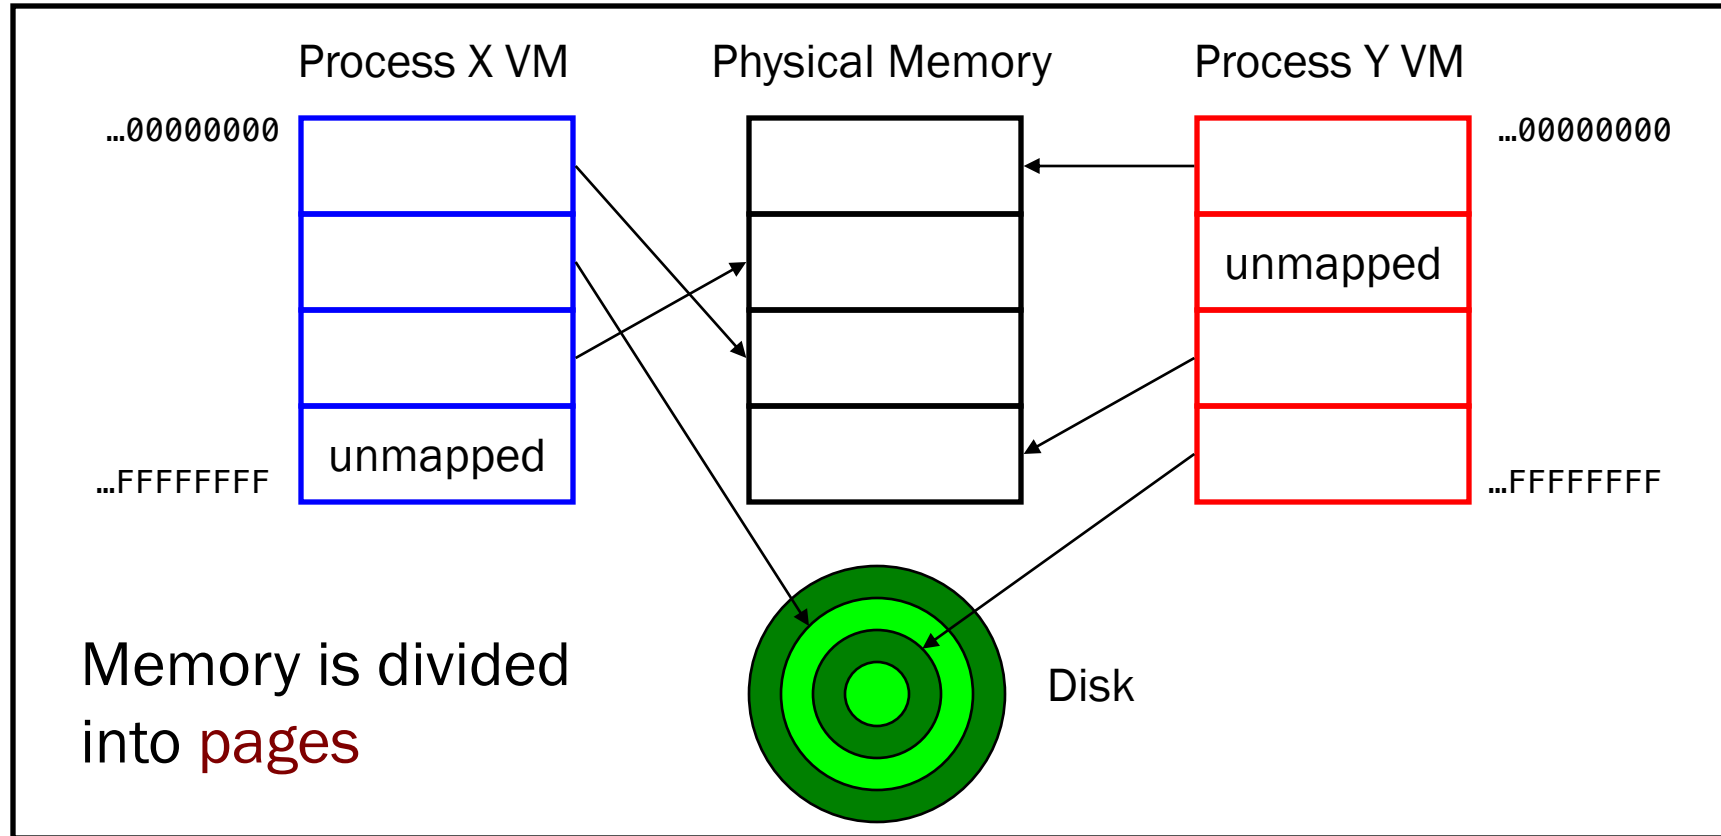 Process X VM Physical Memory Process Y VM
…00000000 …00000000
unmapped
unmapped
…FFFFFFFF …FFFFFFFF
Memory is divided
into pages
Disk